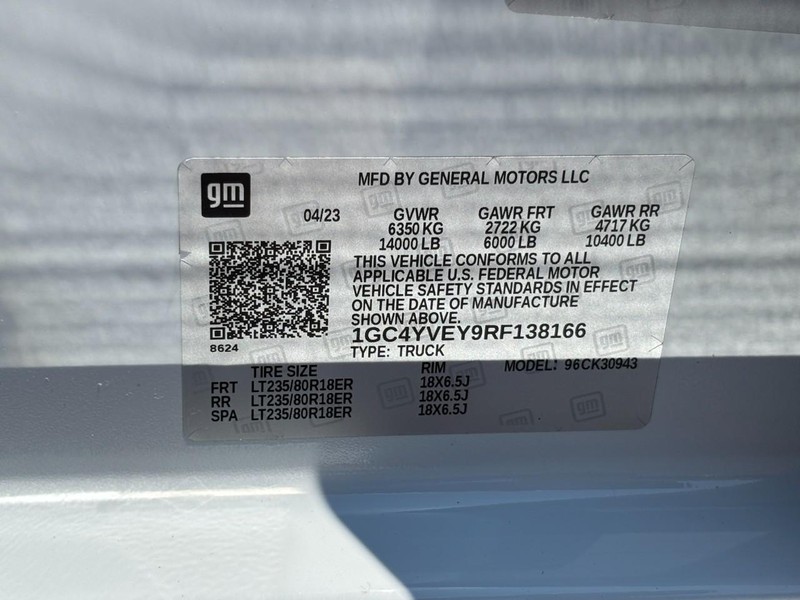 gm
MFD BY GENERAL MOTORS LLC
04/23 GVWR GAWR FRT GAWR RR
6350 KG 2722 KG 4717 KG
14000 LB 6000 LB 10400 LB
THIS VEHICLE CONFORMS TO ALL
APPLICABLE U.S. FEDERAL MOTOR
VEHICLE SAFETY STANDARDS IN EFFECT
ON THE DATE OF MANUFACTURE
SHOWN ABOVE.
8624
1GC4YVEY9RF138166
TYPE: TRUCK
TIRE SIZE RIM MODEL: 96CK30943
FRT LT235/80R18ER 18X6.5J
RR LT235/80R18ER 18X6.5J
SPA LT235/80R18ER 18X6.5J